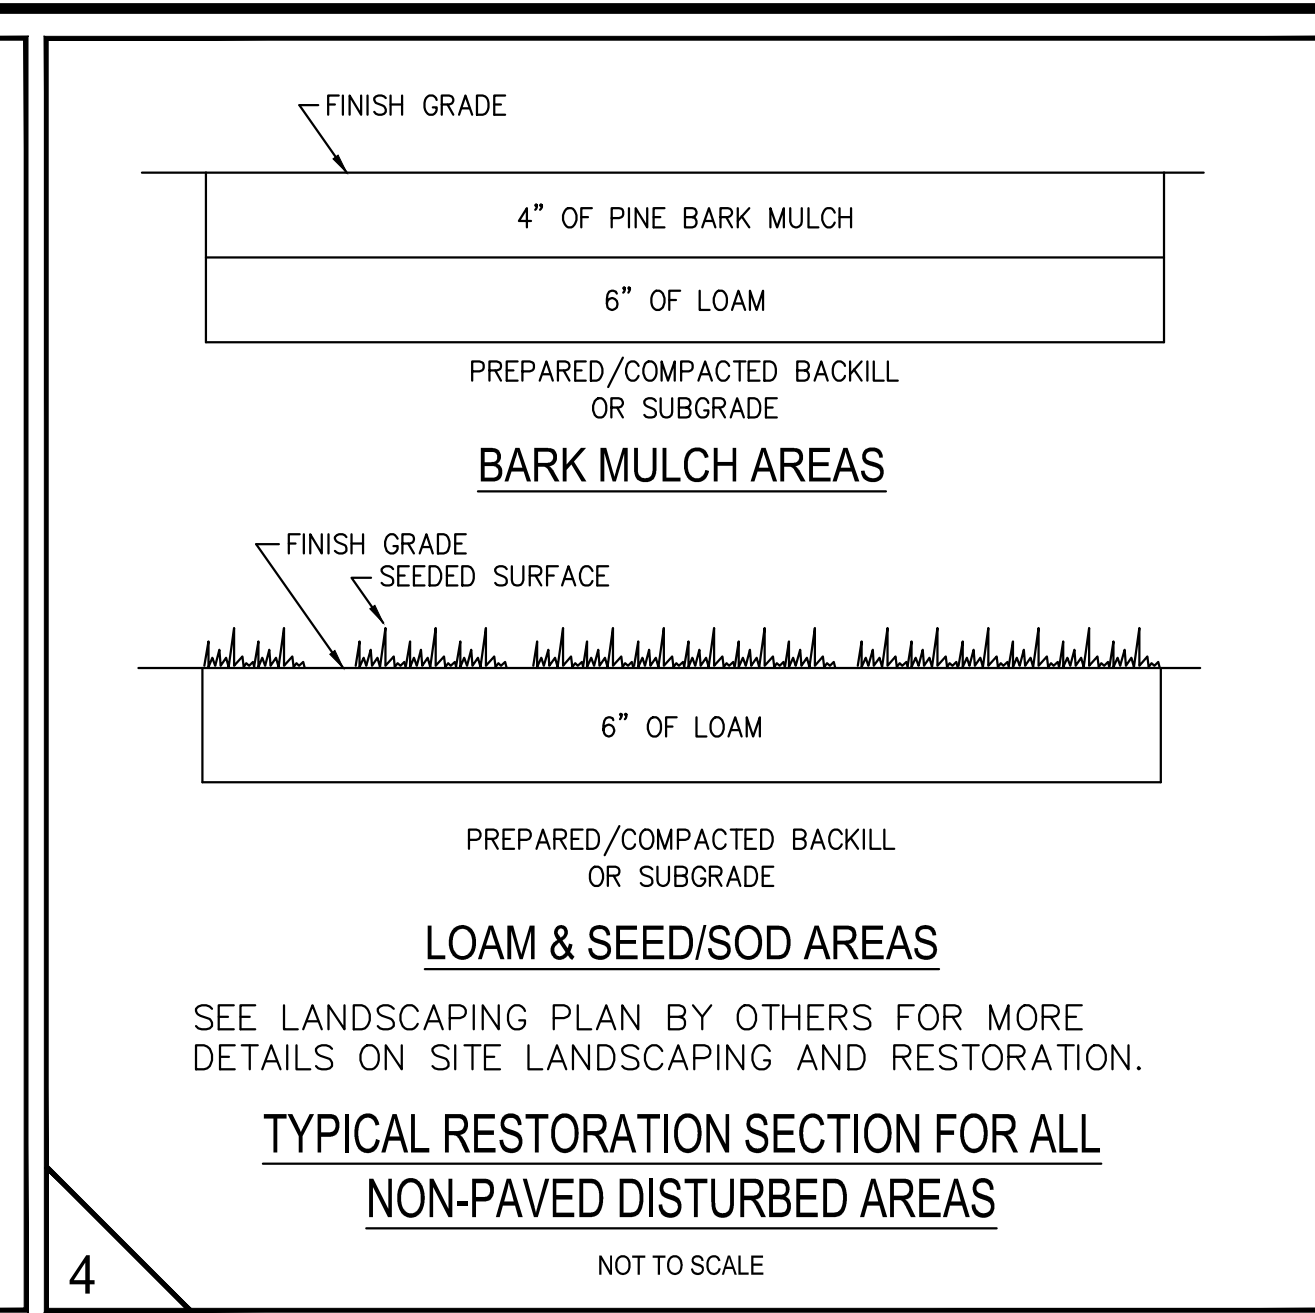 FINISH GRADE
4" OF PINE BARK MULCH
6" OF LOAM
PREPARED/COMPACTED BACKILL
OR SUBGRADE
BARK MULCH AREAS
FINISH GRADE
SEEDED SURFACE
6" OF LOAM
PREPARED/COMPACTED BACKILL
OR SUBGRADE
LOAM & SEED/SOD AREAS
SEE LANDSCAPING PLAN BY OTHERS FOR MORE
DETAILS ON SITE LANDSCAPING AND RESTORATION.
TYPICAL RESTORATION SECTION FOR ALL
NON-PAVED DISTURBED AREAS
NOT TO SCALE
4